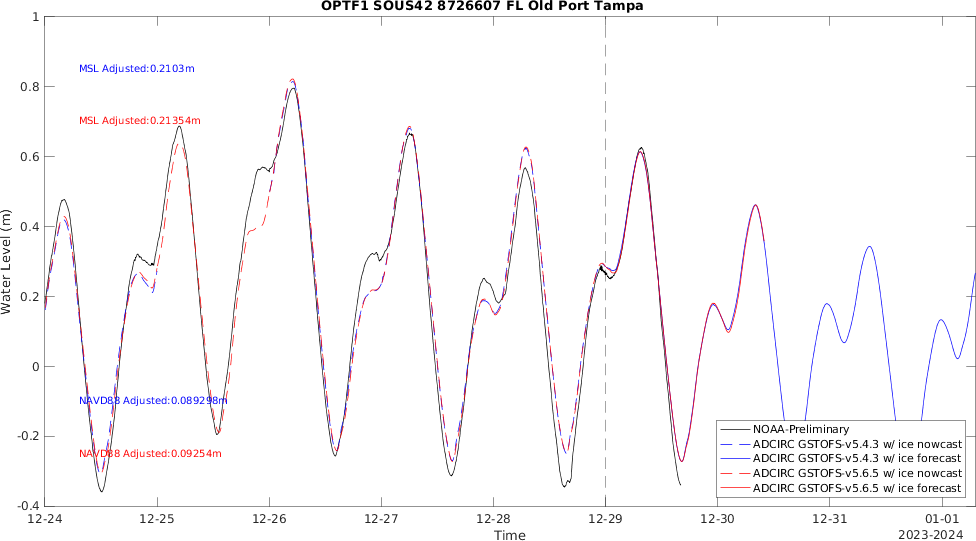 OPTF1 SOUS42 8726607 FL Old Port Tampa
1
0.8
0.6
0.4
0.2
0
-0.2
-0.4
Water Level (m)
MSL Adjusted:0.2103m
MSL Adjusted:0.21354m
NAVD88 Adjusted:0.089298m
NAVD88 Adjusted:0.09254m
NOAA-Preliminary
ADCIRC GSTOFS-v5.4.3 w/ ice nowcast
ADCIRC GSTOFS-v5.4.3 w/ ice forecast
ADCIRC GSTOFS-v5.6.5 w/ ice nowcast
ADCIRC GSTOFS-v5.6.5 w/ ice forecast
12-24 12-25 12-26 12-27 12-28 12-29 12-30 12-31 01-01
Time
2023-2024